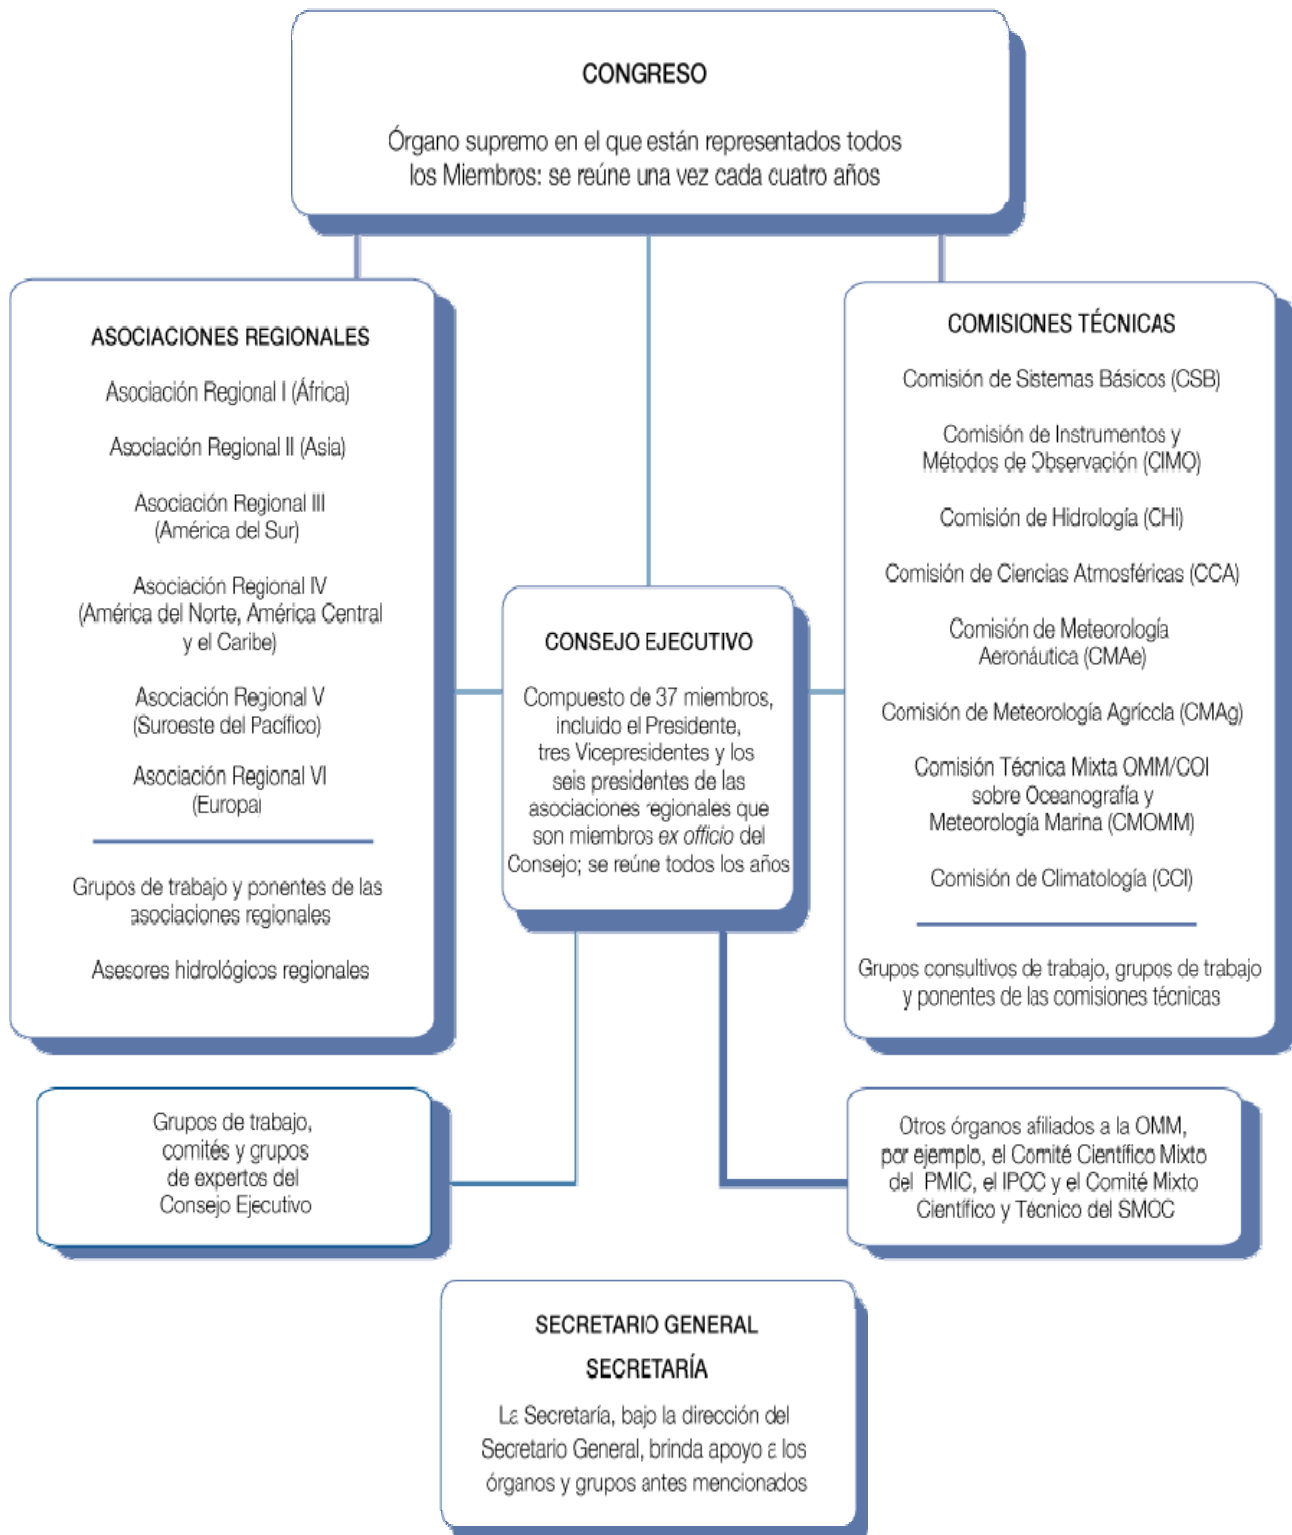 CONGRESO
Órgano supremo en el que están representados todos
los Miembros: se reúne una vez cada cuatro años
ASOCIACIONES REGIONALES
Asociación Regional I (África)
Asociación Regional II (Asia)
Asociación Regional III
(América del Sur)
Asociación Regional IV
(América del Norte, América Central
y el Caribe)
Asociación Regional V
(Suroeste del Pacífico)
Asociación Regional VI
(Europa)
Grupos de trabajo y ponentes de las
asociaciones regionales
Asesores hidrológicos regionales
CONSEJO EJECUTIVO
Compuesto de 37 miembros,
incluido el Presidente,
tres Vicepresidentes y los
seis presidentes de las
asociaciones regionales que
son miembros ex officio del
Consejo; se reúne todos los años
COMISIONES TÉCNICAS
Comisión de Sistemas Básicos (CSB)
Comisión de Instrumentos y
Métodos de Observación (CIMO)
Comisión de Hidrología (CHi)
Comisión de Ciencias Atmosféricas (CCA)
Comisión de Meteorología
Aeronáutica (CMAe)
Comisión de Meteorología Agrícola (CMAg)
Comisión Técnica Mixta OMM/COI
sobre Oceanografía y
Meteorología Marina (CMOMM)
Comisión de Climatología (CCl)
Grupos consultivos de trabajo, grupos de trabajo
y ponentes de las comisiones técnicas
Grupos de trabajo,
comités y grupos
de expertos del
Consejo Ejecutivo
Otros órganos afiliados a la OMM,
por ejemplo, el Comité Científico Mixto
del PMIC, el IPCC y el Comité Mixto
Científico y Técnico del SMOC
SECRETARIO GENERAL
SECRETARÍA
La Secretaría, bajo la dirección del
Secretario General, brinda apoyo a los
órganos y grupos antes mencionados